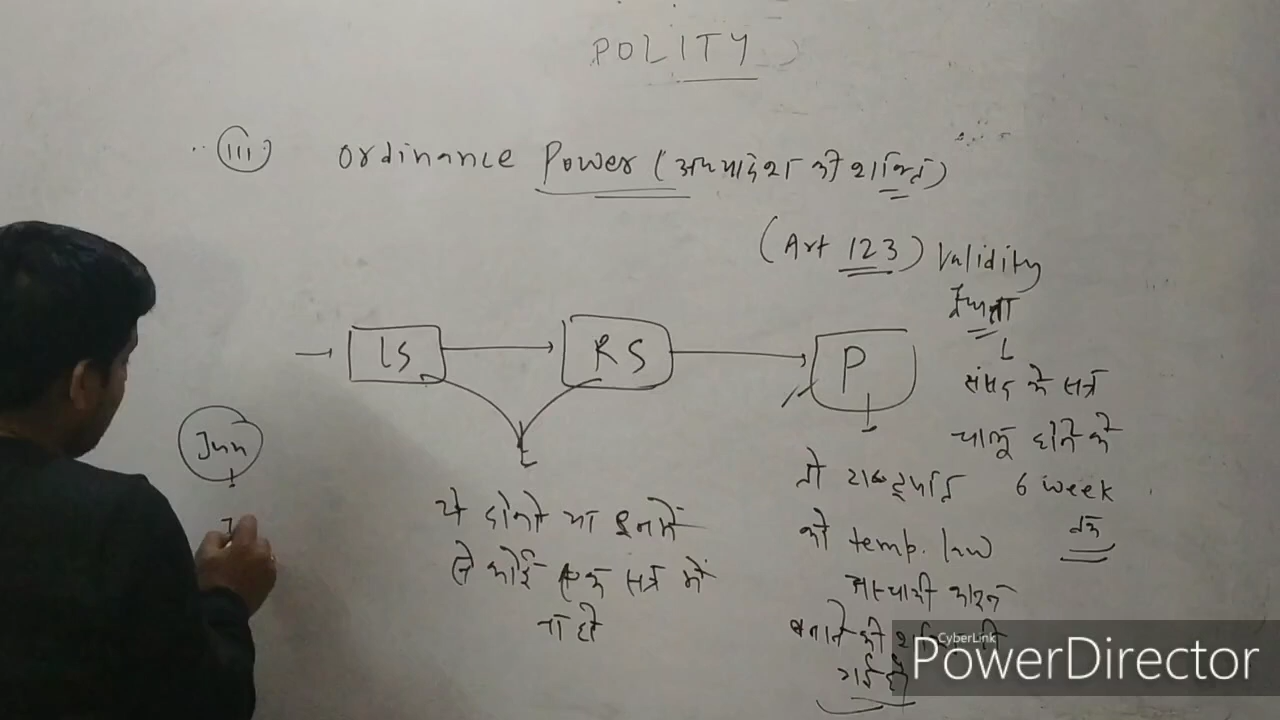 POLITY
(iii) Ordinance Power (अध्यादेश की शक्ति)
(Art 123)
Validity
वैधता
LS
RS
P
संसद के सत्र
चालू होने के
6 week
तक
Jun
ये दोनो या इनमें
से कोई एक सत्र में
ना हो
तो राष्ट्रपति
को temp. law
अस्थायी कानून
बनाने की
गई है
CyberLink
PowerDirector